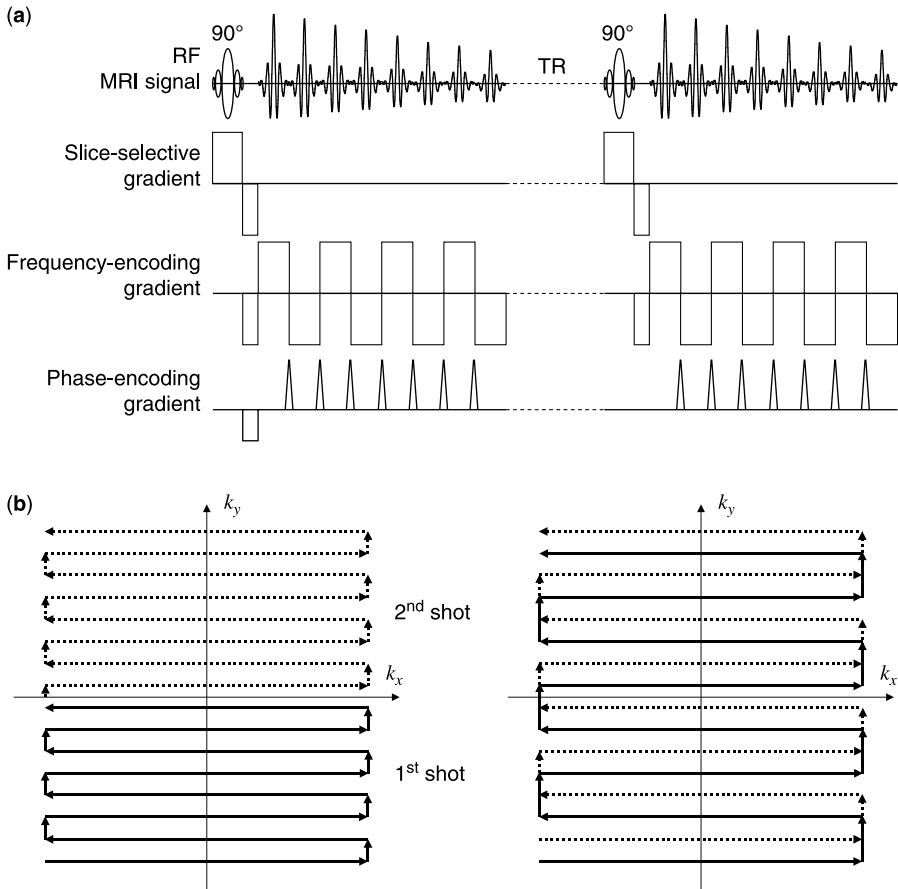 (a)
90°
90°
RF
MRI signal
TR
Slice-selective
gradient
Frequency-encoding
gradient
Phase-encoding
gradient
(b)
k_y
k_y
2nd shot
k_x
k_x
1st shot